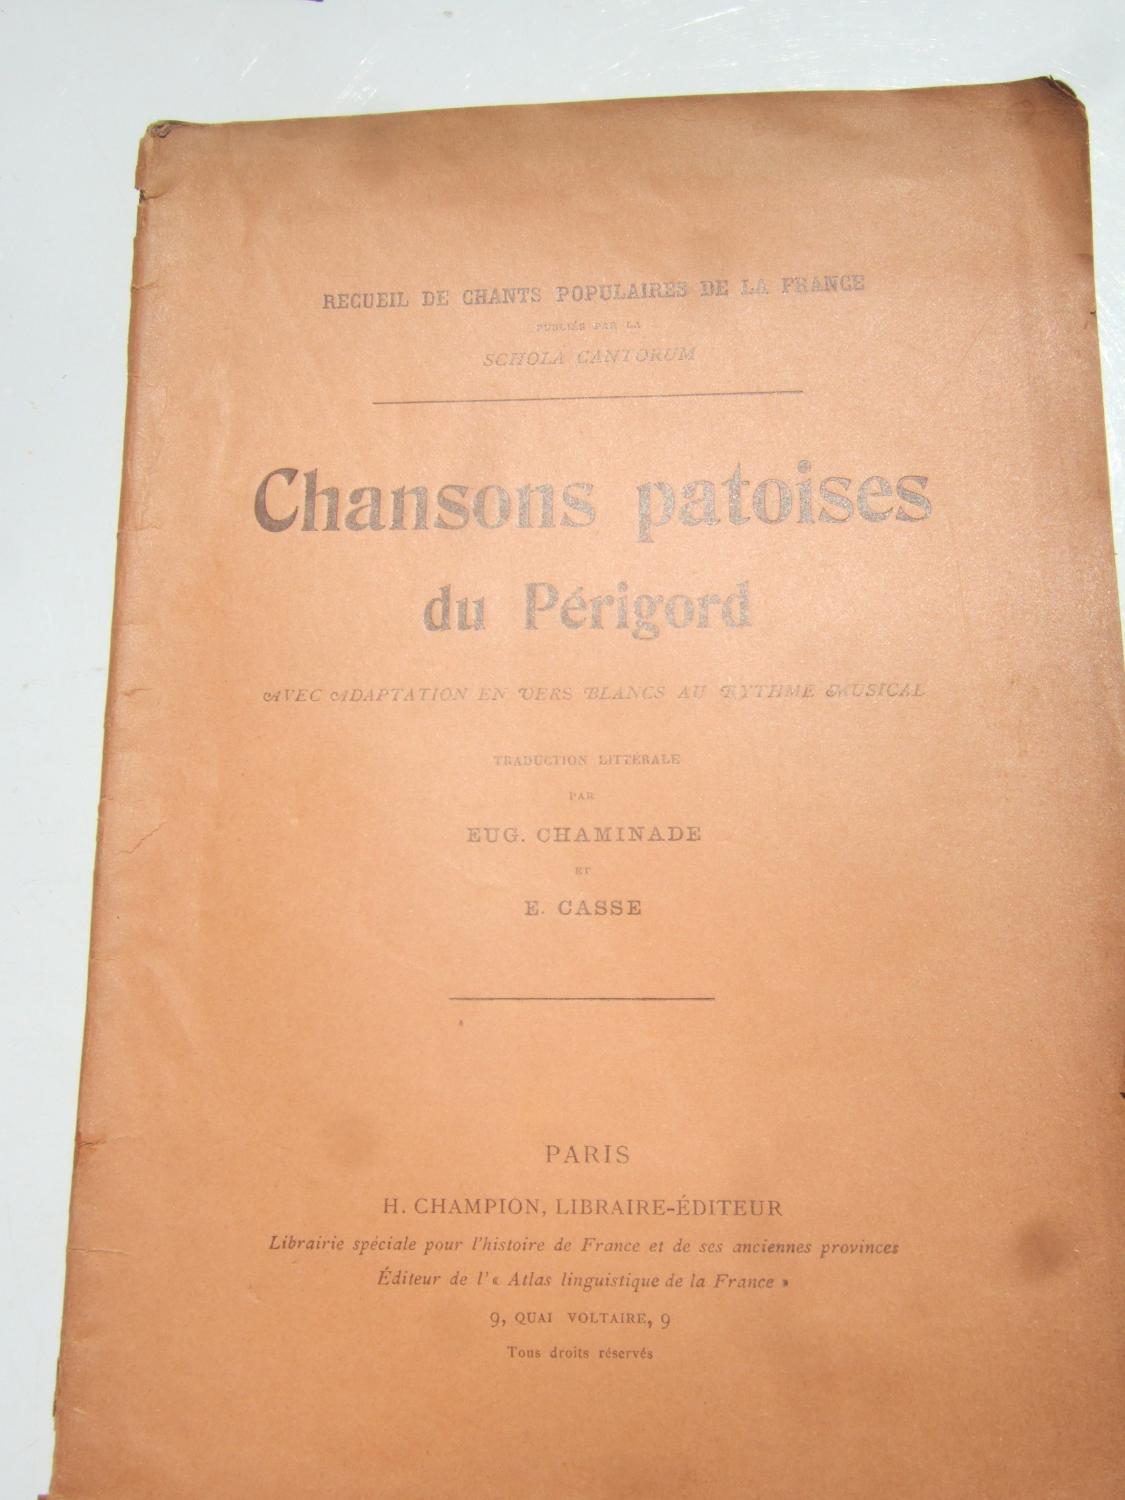 RECUEIL DE CHANTS POPULAIRES DE LA FRANCE
PUBLIÉS PAR LA
SCHOLA CANTORUM
Chansons patoises
du Périgord
AVEC ADAPTATION EN VERS BLANCS AU RYTHME MUSICAL
TRADUCTION LITTÉRALE
PAR
EUG. CHAMINADE
ET
E. CASSE
PARIS
H. CHAMPION, LIBRAIRE-ÉDITEUR
Librairie spéciale pour l'histoire de France et de ses anciennes provinces
Éditeur de l'« Atlas linguistique de la France »
9, QUAI VOLTAIRE, 9
Tous droits réservés